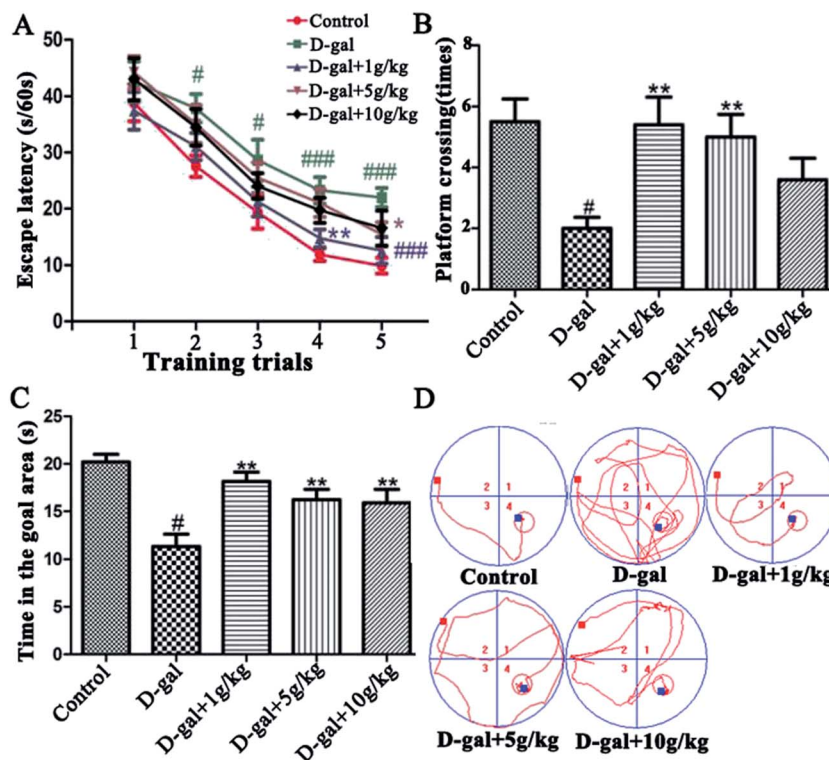 A
Escape latency (s/60s)
50
40
30
20
10
0
1
2
3
4
5
Training trials
Control
D-gal
D-gal+1g/kg
D-gal+5g/kg
D-gal+10g/kg
#
#
###
###
**
*
###
B
Platform crossing(times)
8
6
4
2
0
#
**
**
Control
D-gal
D-gal+1g/kg
D-gal+5g/kg
D-gal+10g/kg
C
Time in the goal area (s)
25
20
15
10
5
0
#
**
**
**
Control
D-gal
D-gal+1g/kg
D-gal+5g/kg
D-gal+10g/kg
D
2 1
3 4
Control
2 1
3 4
D-gal
2 1
3 4
D-gal+1g/kg
2 1
3 4
D-gal+5g/kg
2 1
3 4
D-gal+10g/kg